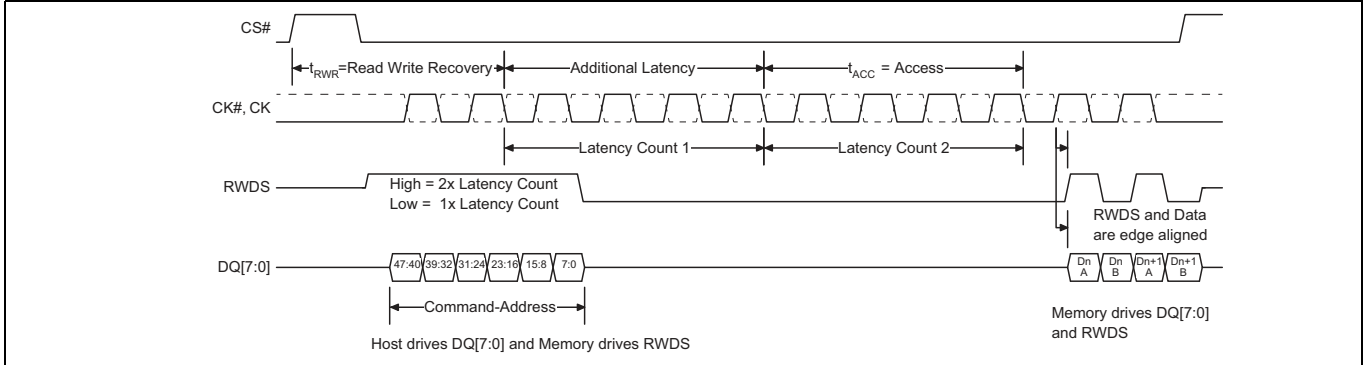 CS#
tRWR=Read Write Recovery
Additional Latency
tACC = Access
CK#, CK
Latency Count 1
Latency Count 2
RWDS
High = 2x Latency Count
Low = 1x Latency Count
RWDS and Data
are edge aligned
DQ[7:0]
47:40 39:32 31:24 23:16 15:8 7:0
Dn A
Dn B
Dn+1 A
Dn+1 B
Command-Address
Memory drives DQ[7:0]
and RWDS
Host drives DQ[7:0] and Memory drives RWDS